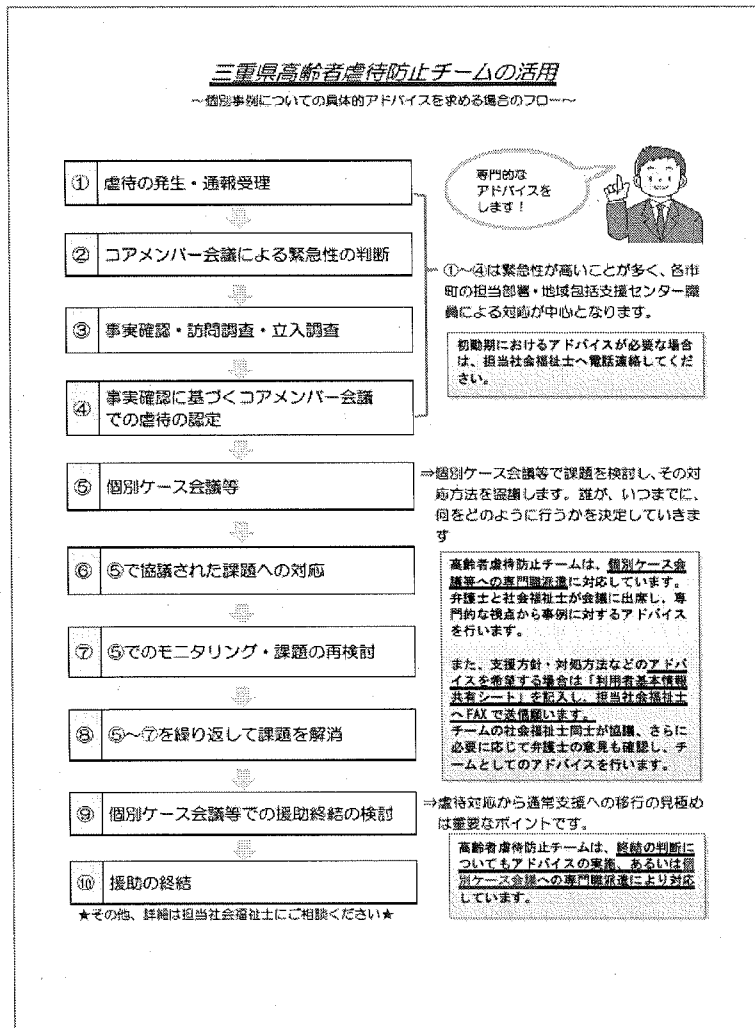 三重県高齢者虐待防止チームの活用
～個別事例についての具体的アドバイスを求める場合のフロー～
専門的な
アドバイスを
します！
① 虐待の発生・通報受理
② コアメンバー会議による緊急性の判断
③ 事実確認・訪問調査・立入調査
④ 事実確認に基づくコアメンバー会議
での虐待の認定
①～④は緊急性が高いことが多く、各市
町の担当部署・地域包括支援センター職
員による対応が中心となります。
初動期におけるアドバイスが必要な場合
は、担当社会福祉士へ電話連絡してくだ
さい。
⑤ 個別ケース会議等
⇒個別ケース会議等で課題を検討し、その対
応方法を協議します。誰が、いつまでに、
何をどのように行うかを決定していきま
す
⑥ ⑤で協議された課題への対応
⑦ ⑤でのモニタリング・課題の再検討
⑧ ⑤～⑦を繰り返して課題を解消
高齢者虐待防止チームは、個別ケース会
議等への専門職派遣に対応しています。
弁護士と社会福祉士が会議に出席し、専
門的な視点から事例に対するアドバイス
を行います。
また、支援方針・対処方法などのアドバ
イスを希望する場合は「利用者基本情報
共有シート」を記入し、担当社会福祉士
へFAXで送信願います。
チームの社会福祉士同士が協議、さらに
必要に応じて弁護士の意見も確認し、チ
ームとしてのアドバイスを行います。
⑨ 個別ケース会議等での援助終結の検討
⇒虐待対応から通常支援への移行の見極め
は重要なポイントです。
高齢者虐待防止チームは、終結の判断に
ついてもアドバイスの実施、あるいは個
別ケース会議への専門職派遣により対応
しています。
⑩ 援助の終結
★その他、詳細は担当社会福祉士にご相談ください★